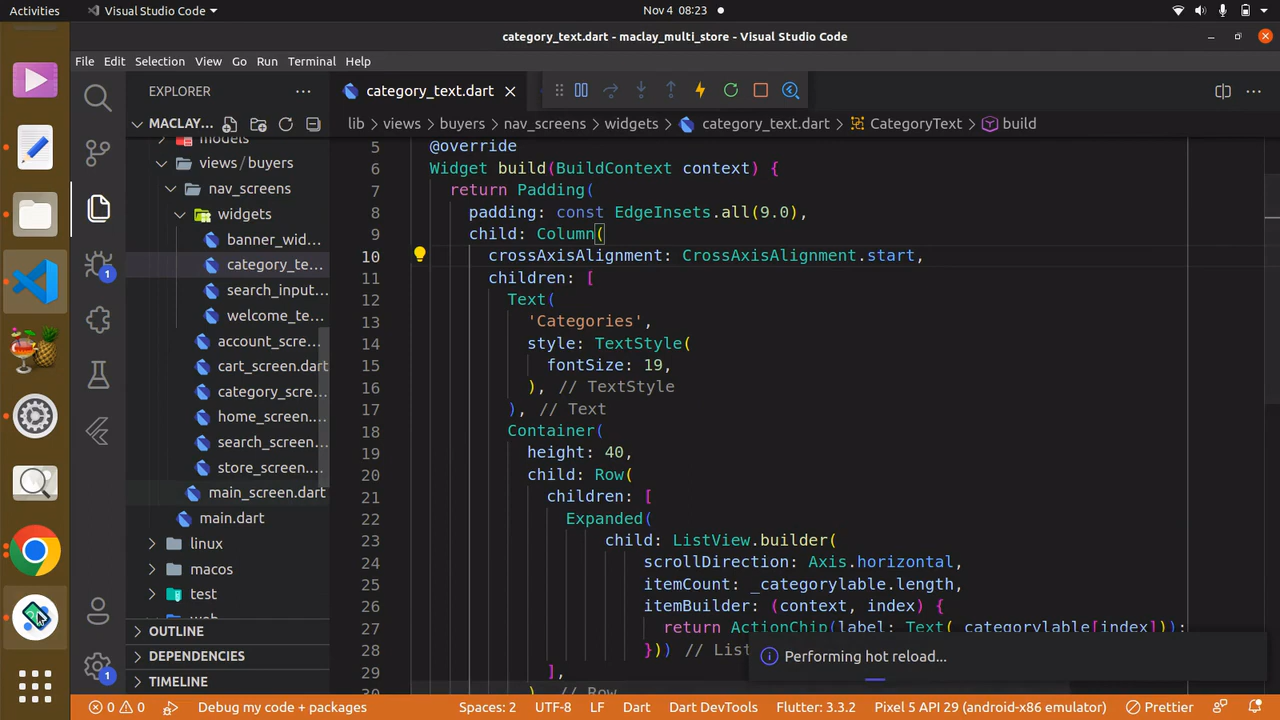 Activities
Visual Studio Code
Nov 4 08:23
category_text.dart - maclay_multi_store - Visual Studio Code
File Edit Selection View Go Run Terminal Help
EXPLORER
category_text.dart
MACLAY...
lib > views > buyers > nav_screens > widgets > category_text.dart > CategoryText > build
models
views / buyers
nav_screens
widgets
banner_wid...
category_te...
search_input...
welcome_te...
account_scre...
cart_screen.dart
category_scre...
home_screen....
search_screen...
store_screen....
main_screen.dart
main.dart
linux
macos
test
web
OUTLINE
DEPENDENCIES
TIMELINE
1
1
5 @override
6 Widget build(BuildContext context) {
7 return Padding(
8 padding: const EdgeInsets.all(9.0),
9 child: Column(
10 crossAxisAlignment: CrossAxisAlignment.start,
11 children: [
12 Text(
13 'Categories',
14 style: TextStyle(
15 fontSize: 19,
16 ), // TextStyle
17 ), // Text
18 Container(
19 height: 40,
20 child: Row(
21 children: [
22 Expanded(
23 child: ListView.builder(
24 scrollDirection: Axis.horizontal,
25 itemCount: _categorylable.length,
26 itemBuilder: (context, index) {
27 return ActionChip(label: Text(_categorylable[index]));
28 })) // List
29 ],
30 ), // Row
Performing hot reload...
0 0 Debug my code + packages Spaces: 2 UTF-8 LF Dart Dart DevTools Flutter: 3.3.2 Pixel 5 API 29 (android-x86 emulator) Prettier